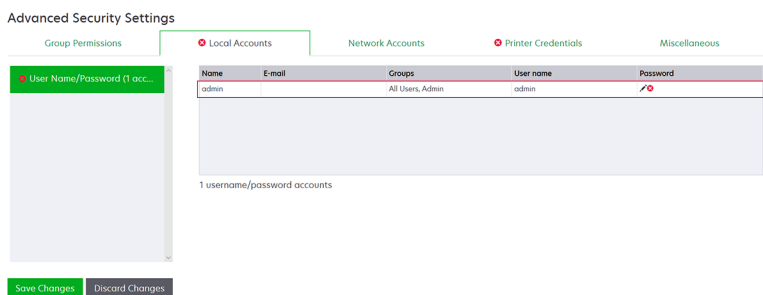 Advanced Security Settings
Group Permissions Local Accounts Network Accounts Printer Credentials Miscellaneous
User Name/Password (1 acc...
Name E-mail Groups User name Password
admin All Users, Admin admin
1 username/password accounts
Save Changes Discard Changes